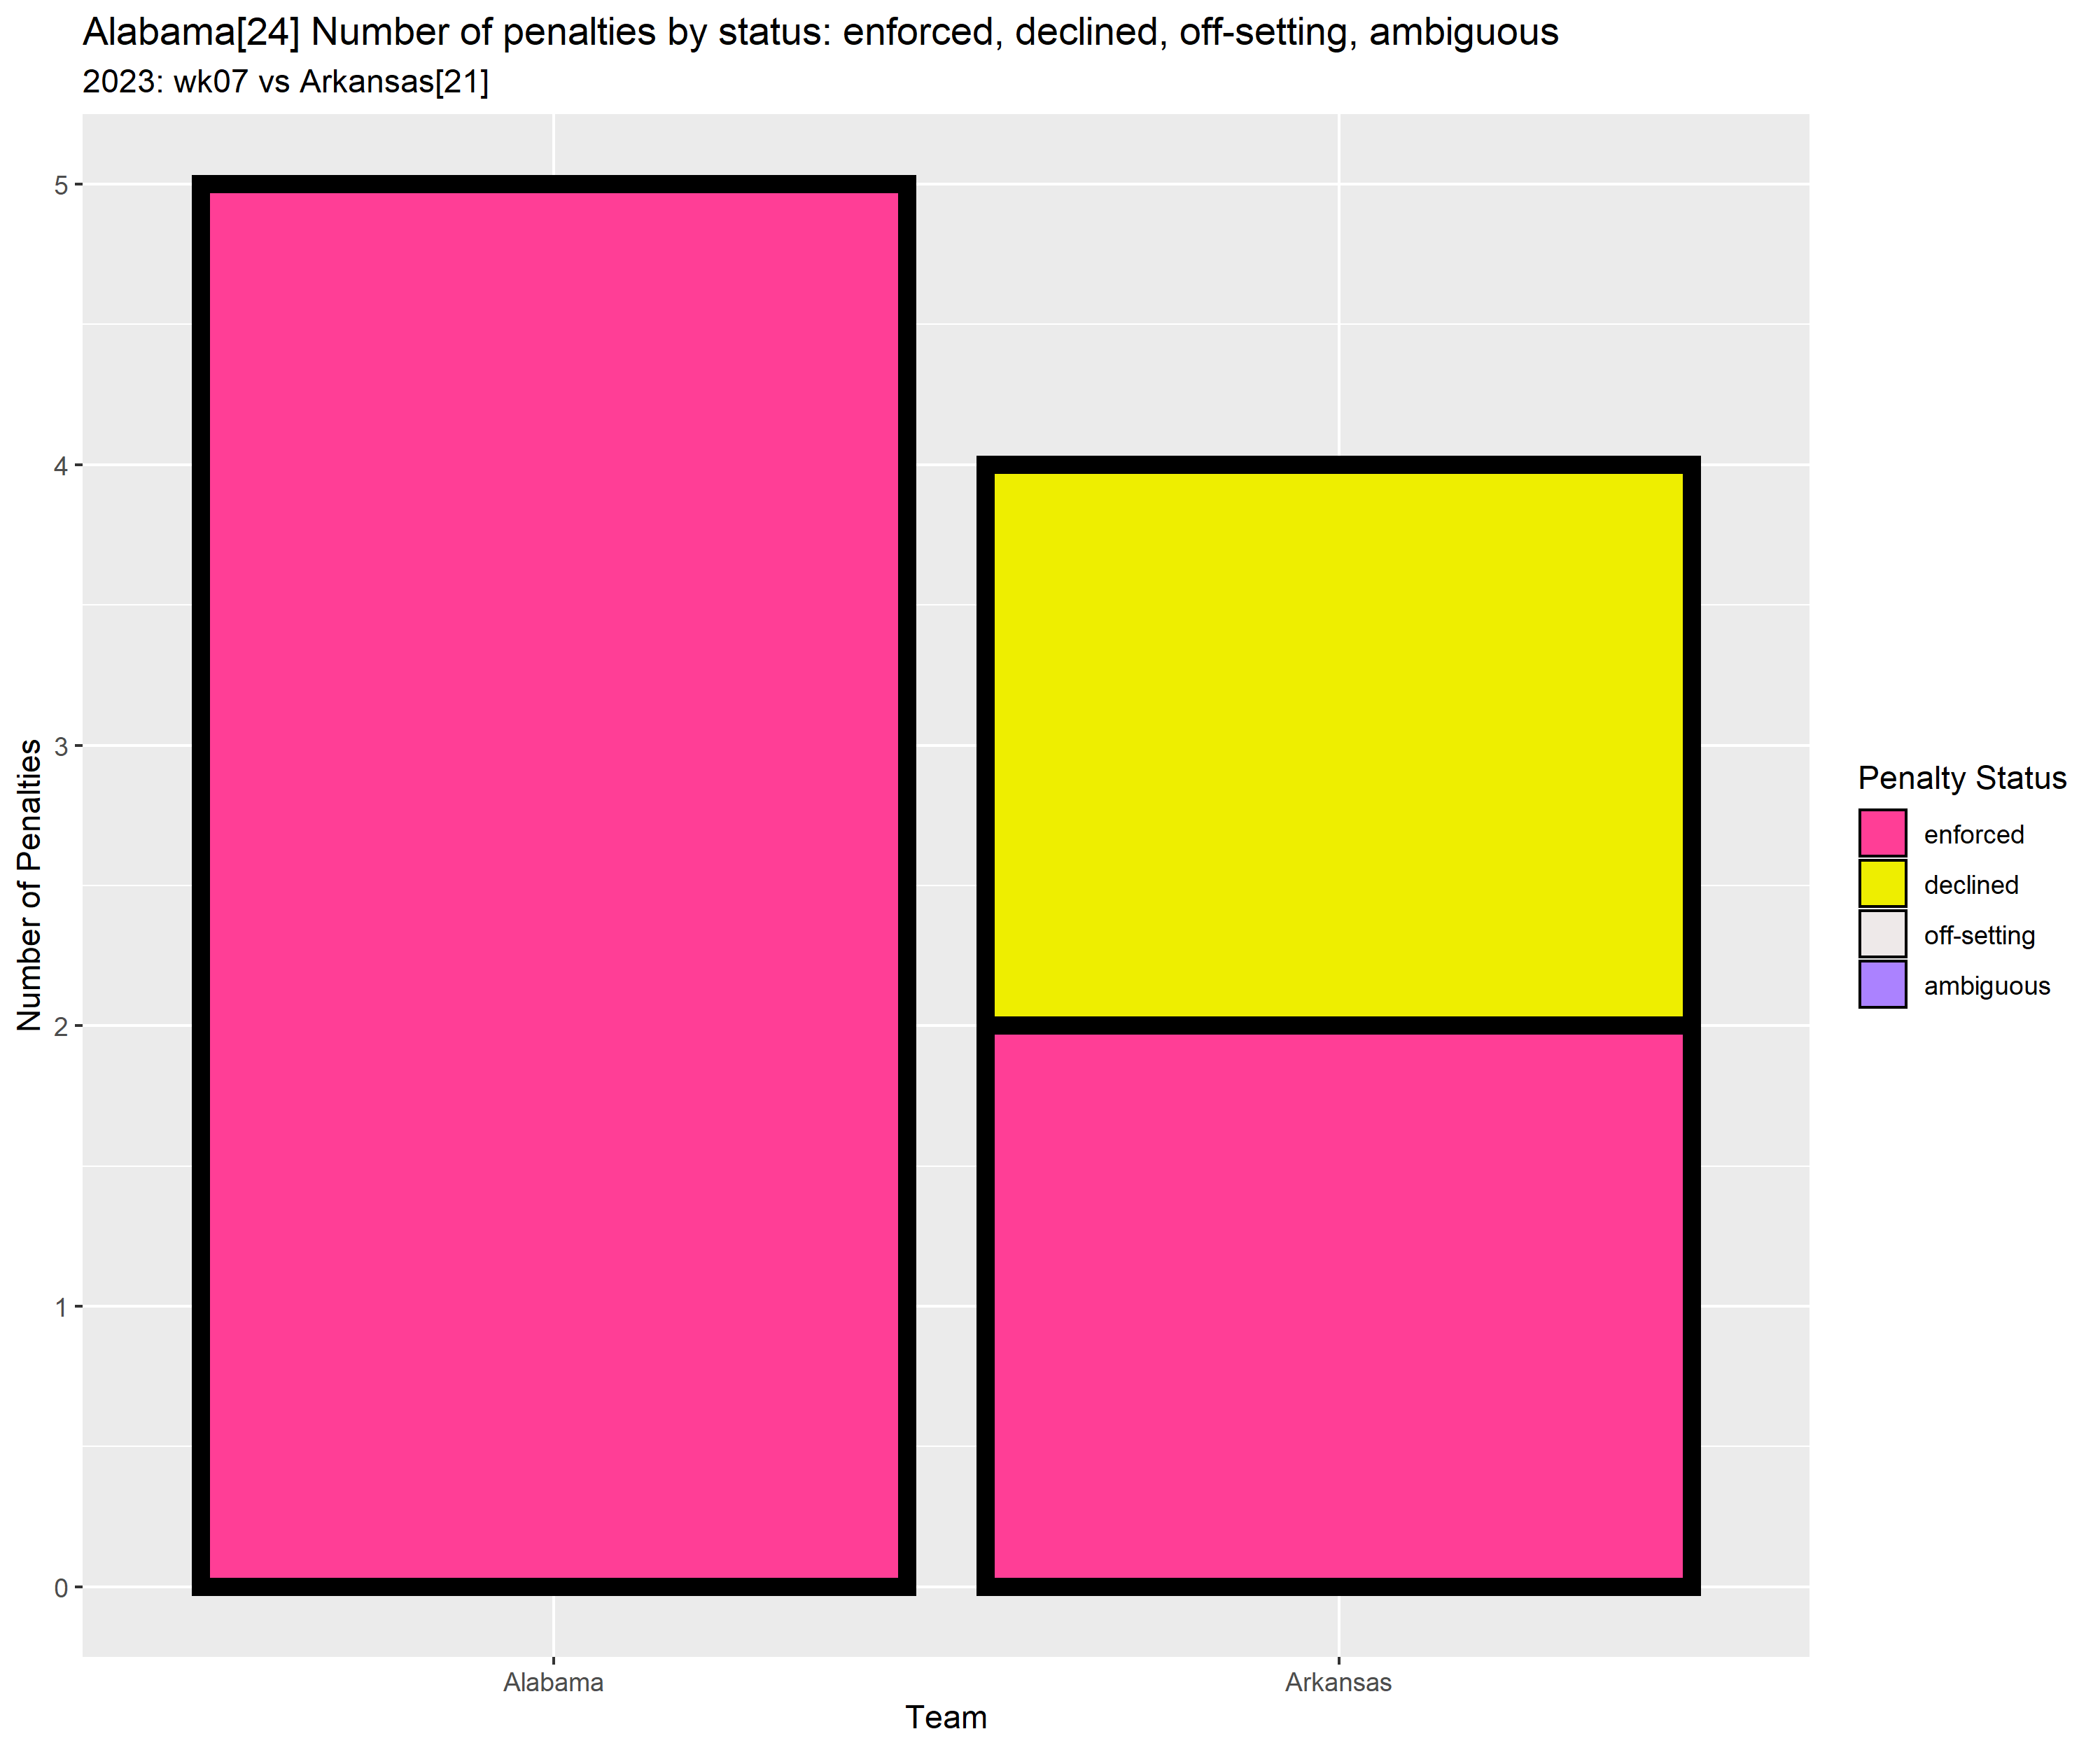 Alabama[24] Number of penalties by status: enforced, declined, off-setting, ambiguous
2023: wk07 vs Arkansas[21]
Number of Penalties
5
4
3
2
1
0
Alabama
Arkansas
Team
Penalty Status
enforced
declined
off-setting
ambiguous